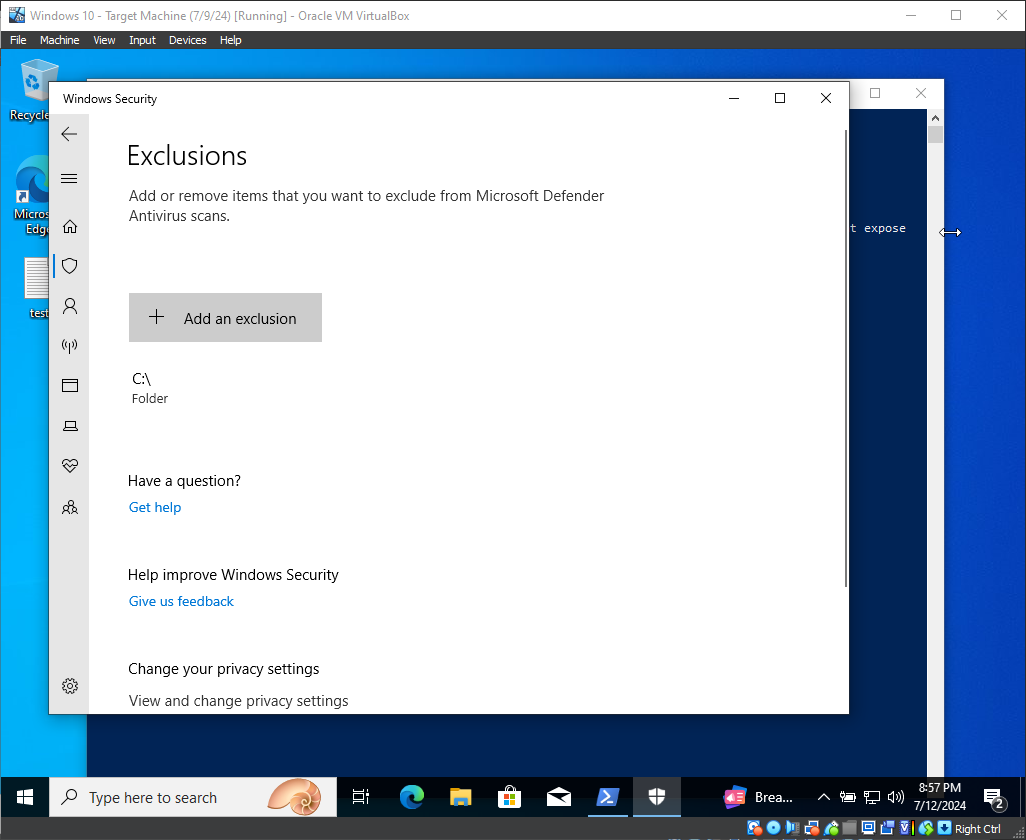 Windows 10 - Target Machine (7/9/24) [Running] - Oracle VM VirtualBox
File Machine View Input Devices Help
Recycle
Windows Security
Exclusions
Add or remove items that you want to exclude from Microsoft Defender
Antivirus scans.
Micros
Edge
t expose
Add an exclusion
test
C:\
Folder
Have a question?
Get help
Help improve Windows Security
Give us feedback
Change your privacy settings
View and change privacy settings
Type here to search
Brea...
8:57 PM
7/12/2024
2
Right Ctrl